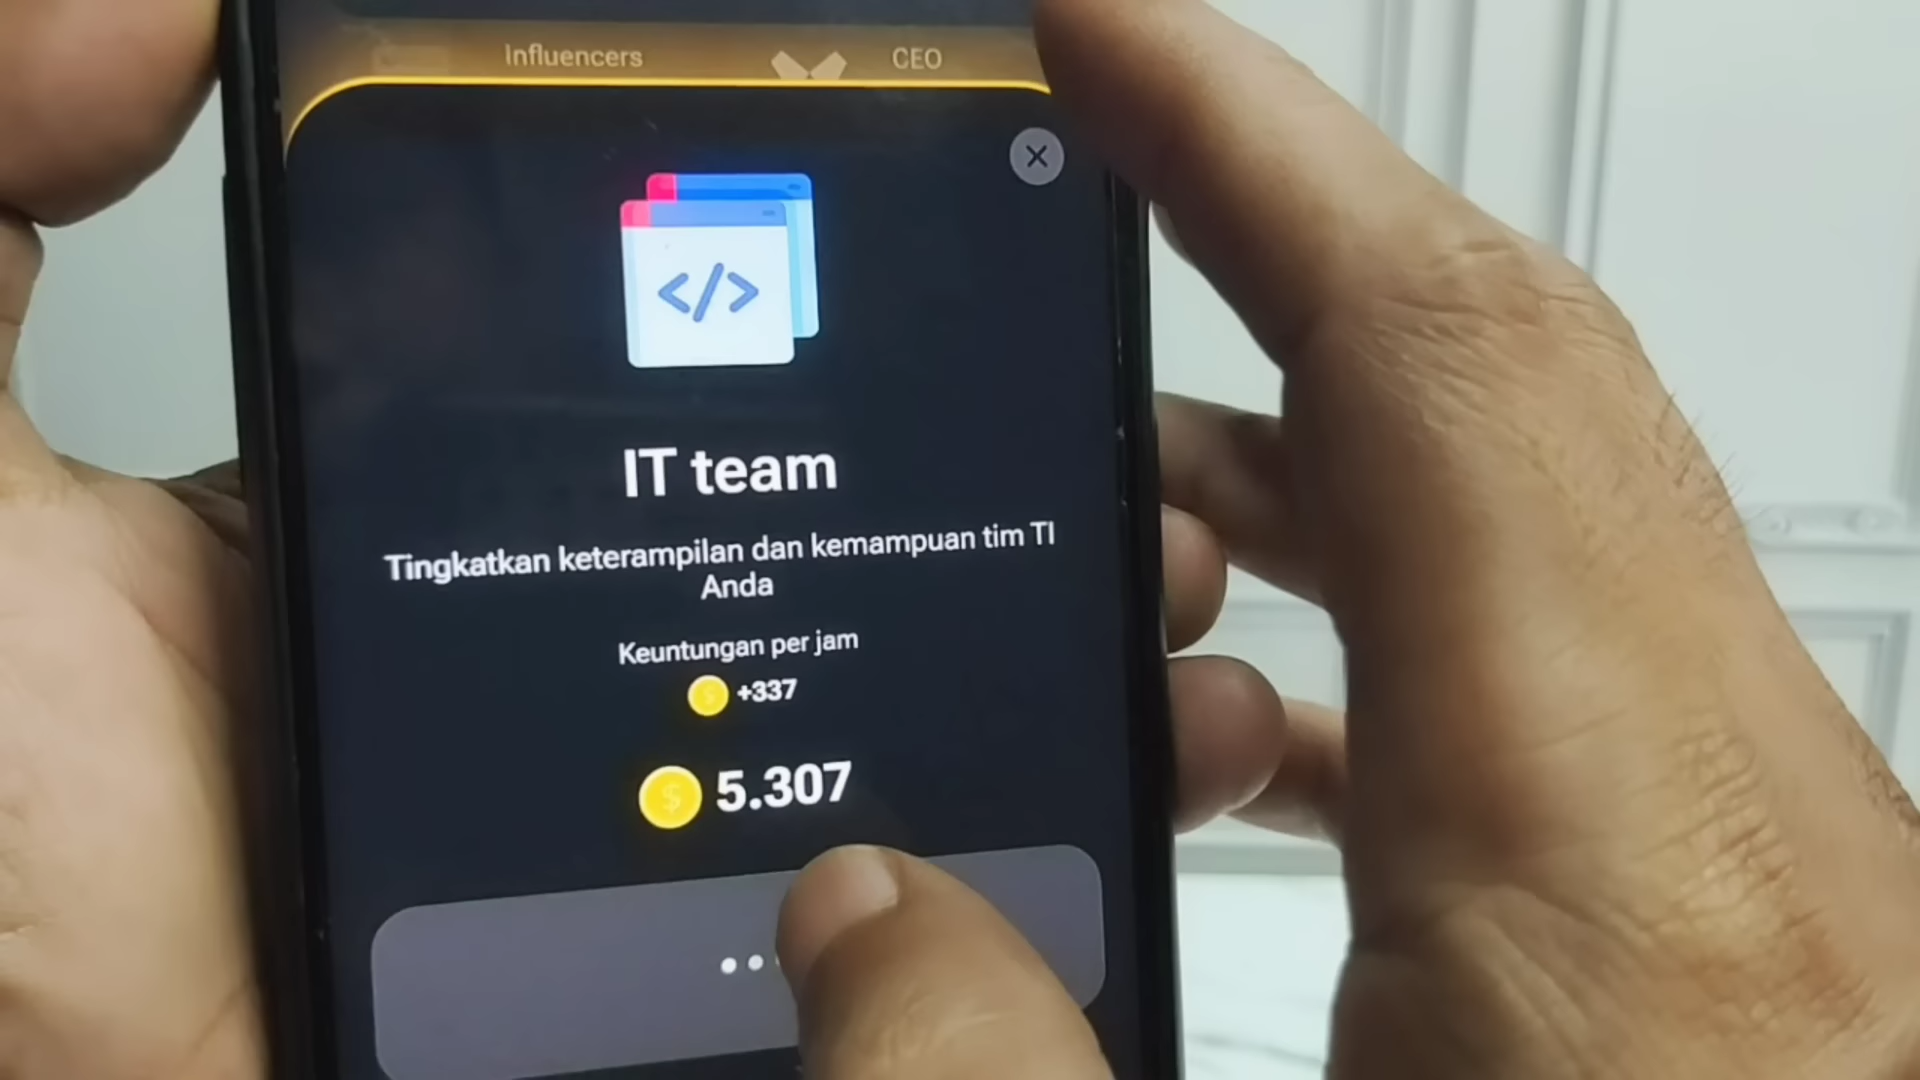 Influencers
CEO
</>
IT team
Tingkatkan keterampilan dan kemampuan tim TI
Anda
Keuntungan per jam
+337
5.307